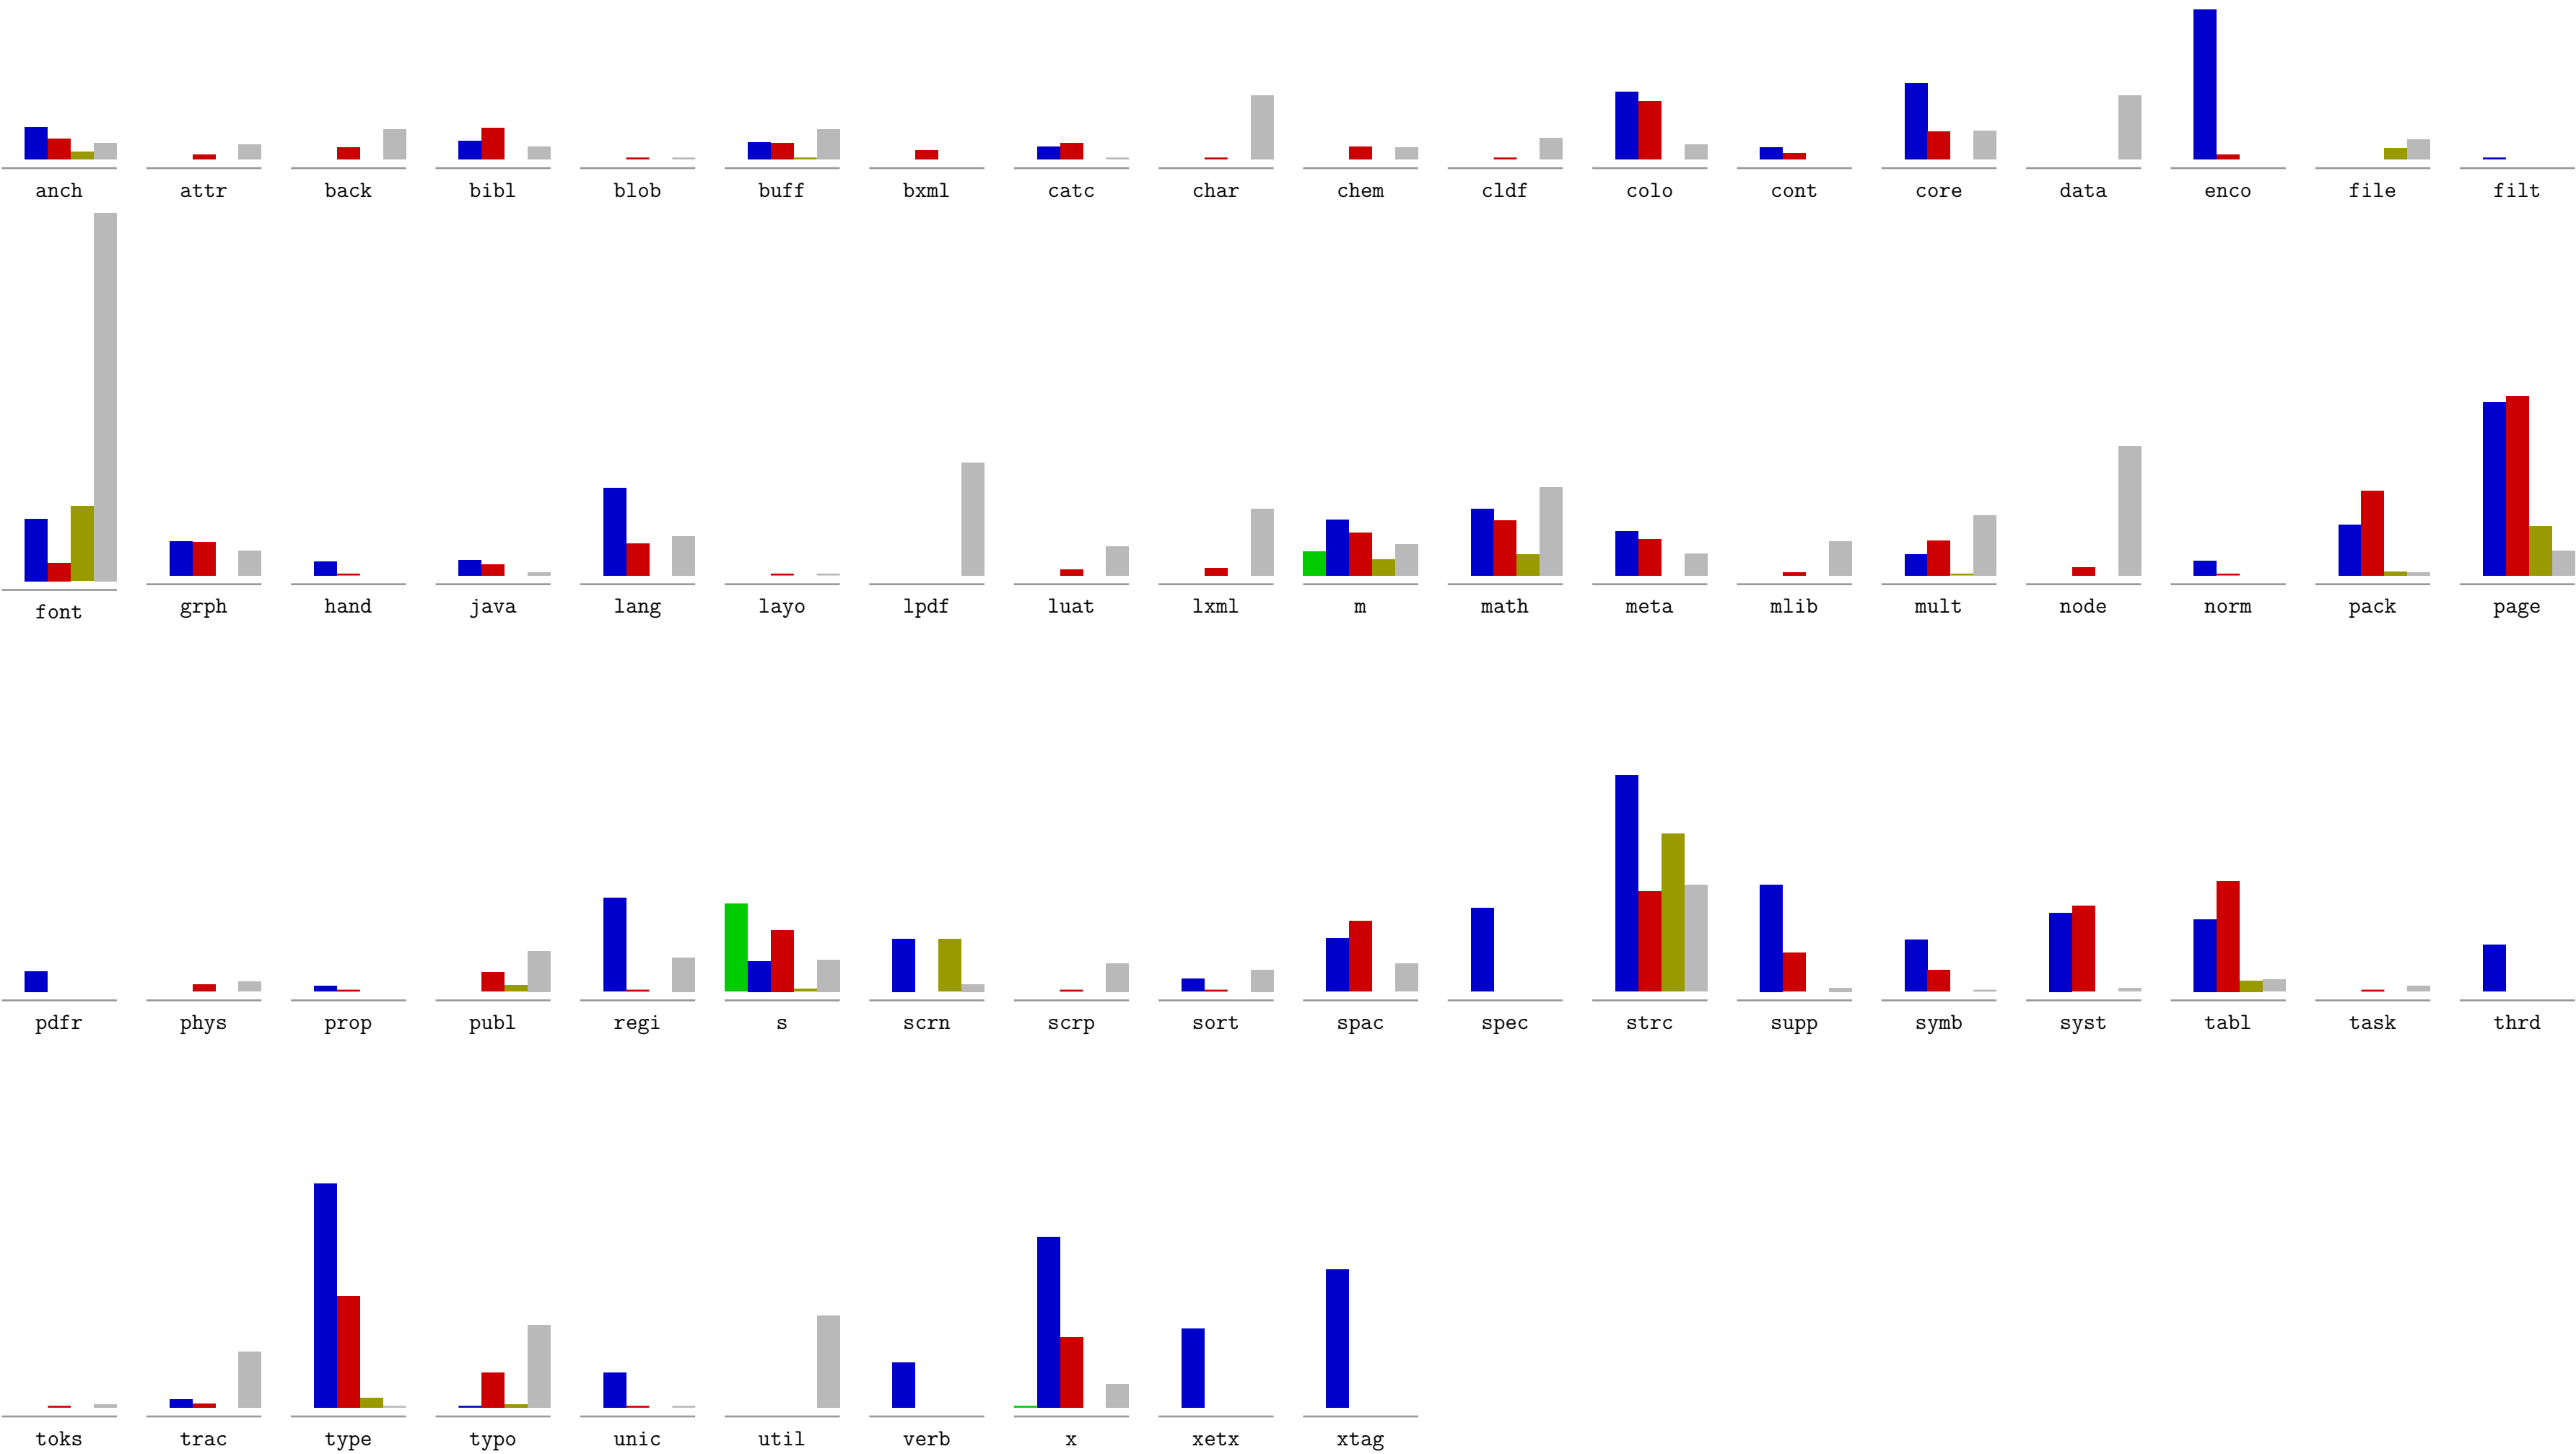 anch attr back bibl blob buff bxml catc char chem cldf colo cont core data enco file filt
font grph hand java lang layo lpdf luat lxml m math meta mlib mult node norm pack page
pdfr phys prop publ regi s scrn scrp sort spac spec strc supp symb syst tabl task thrd
toks trac type typo unic util verb x xetx xtag